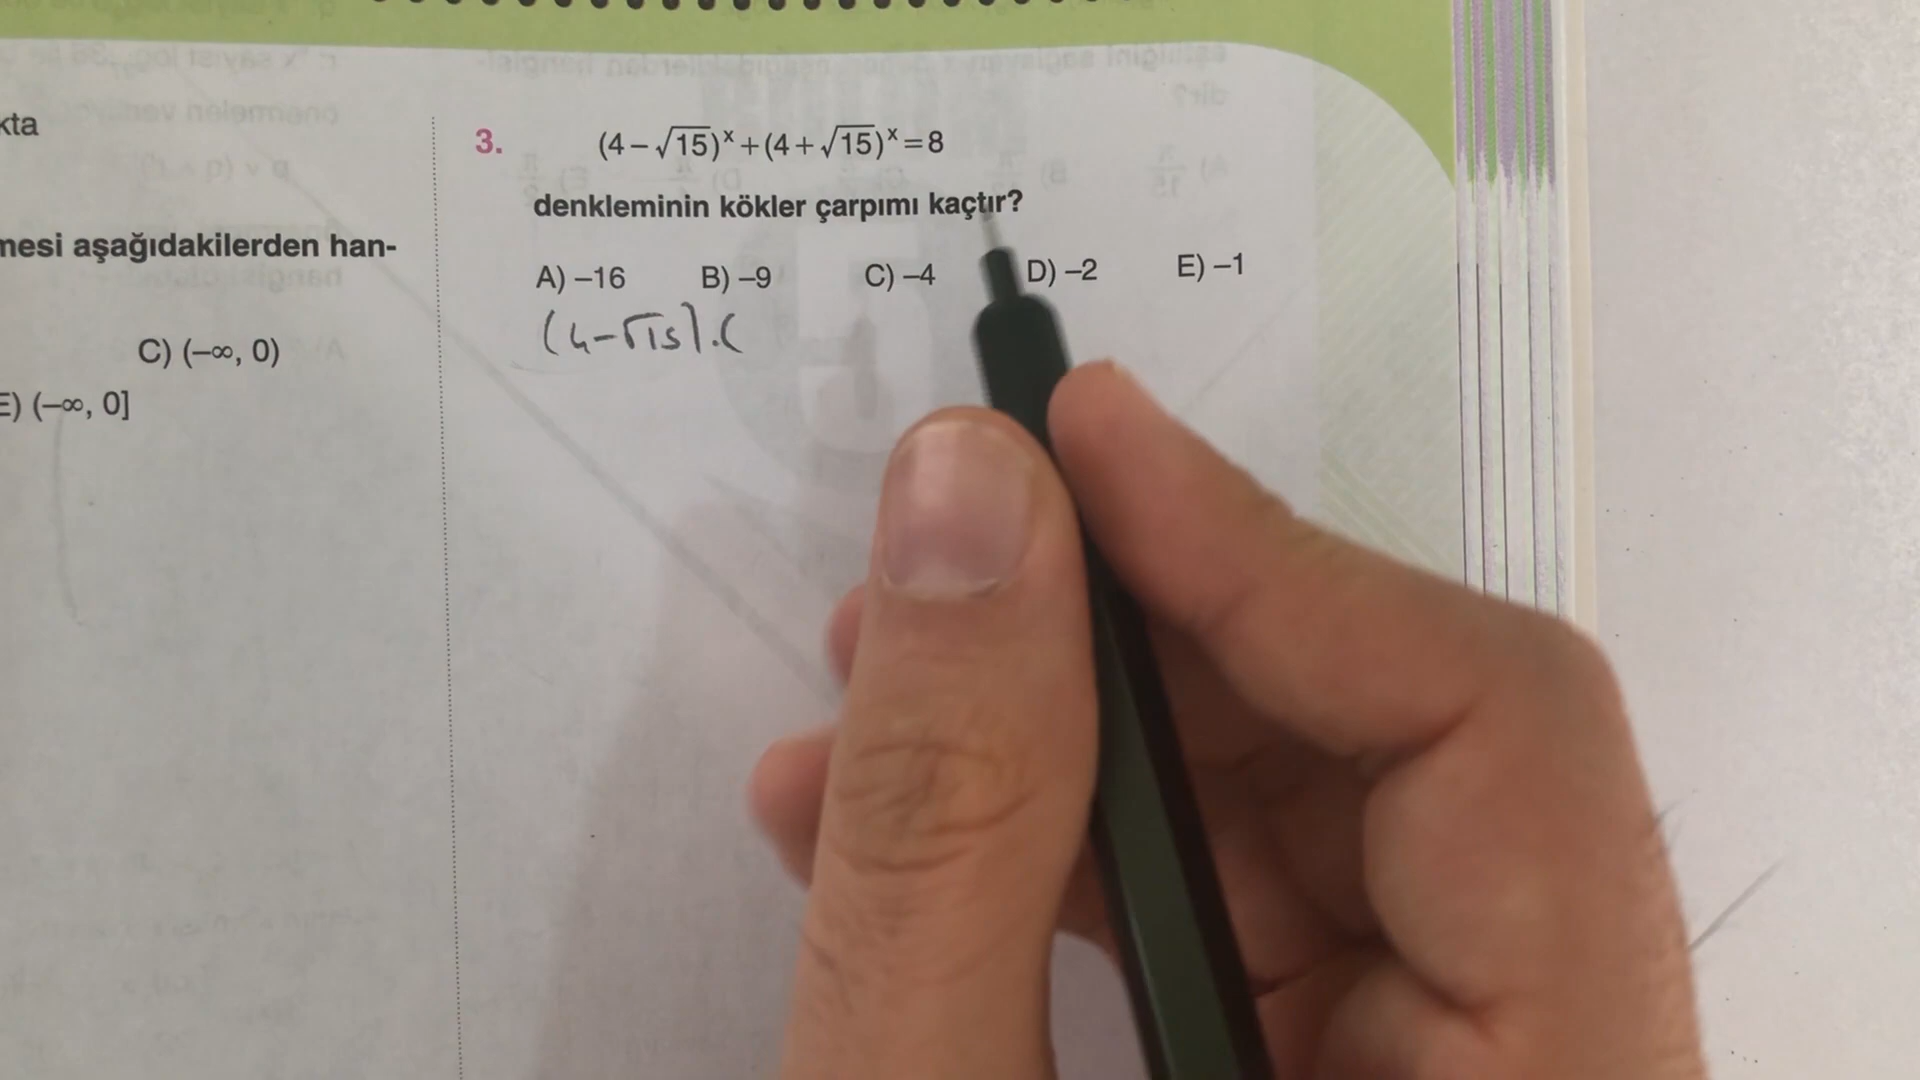 kta
mesi aşağıdakilerden han-
C) (–∞, 0)
E) (–∞, 0]
3. (4–√15)ˣ+(4+√15)ˣ=8
denkleminin kökler çarpımı kaçtır?
A) –16 B) –9 C) –4 D) –2 E) –1
(4-√15).(